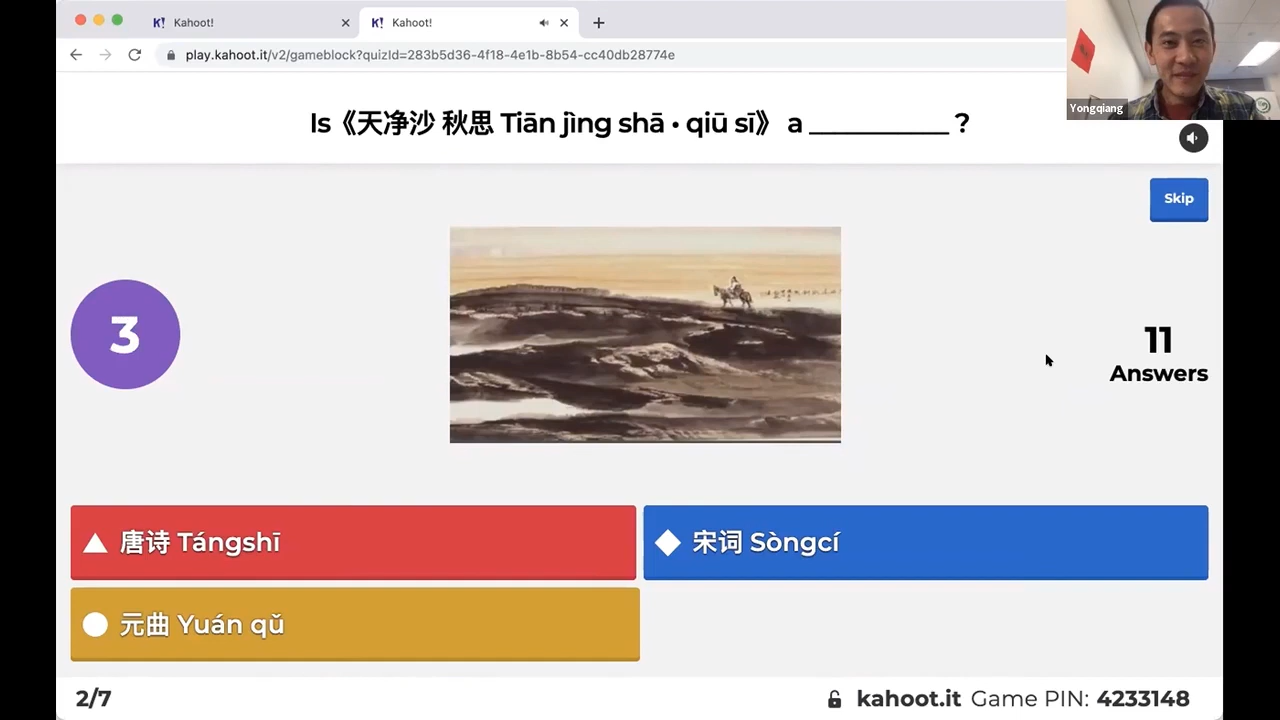 Kahoot!
Kahoot!
play.kahoot.it/v2/gameblock?quizId=283b5d36-4f18-4e1b-8b54-cc40db28774e
Yongqiang
Is《天净沙 秋思 Tiān jìng shā • qiū sī》 a __________ ?
Skip
3
11
Answers
唐诗 Tángshī
宋词 Sòngcí
元曲 Yuán qǔ
2/7
kahoot.it Game PIN: 4233148